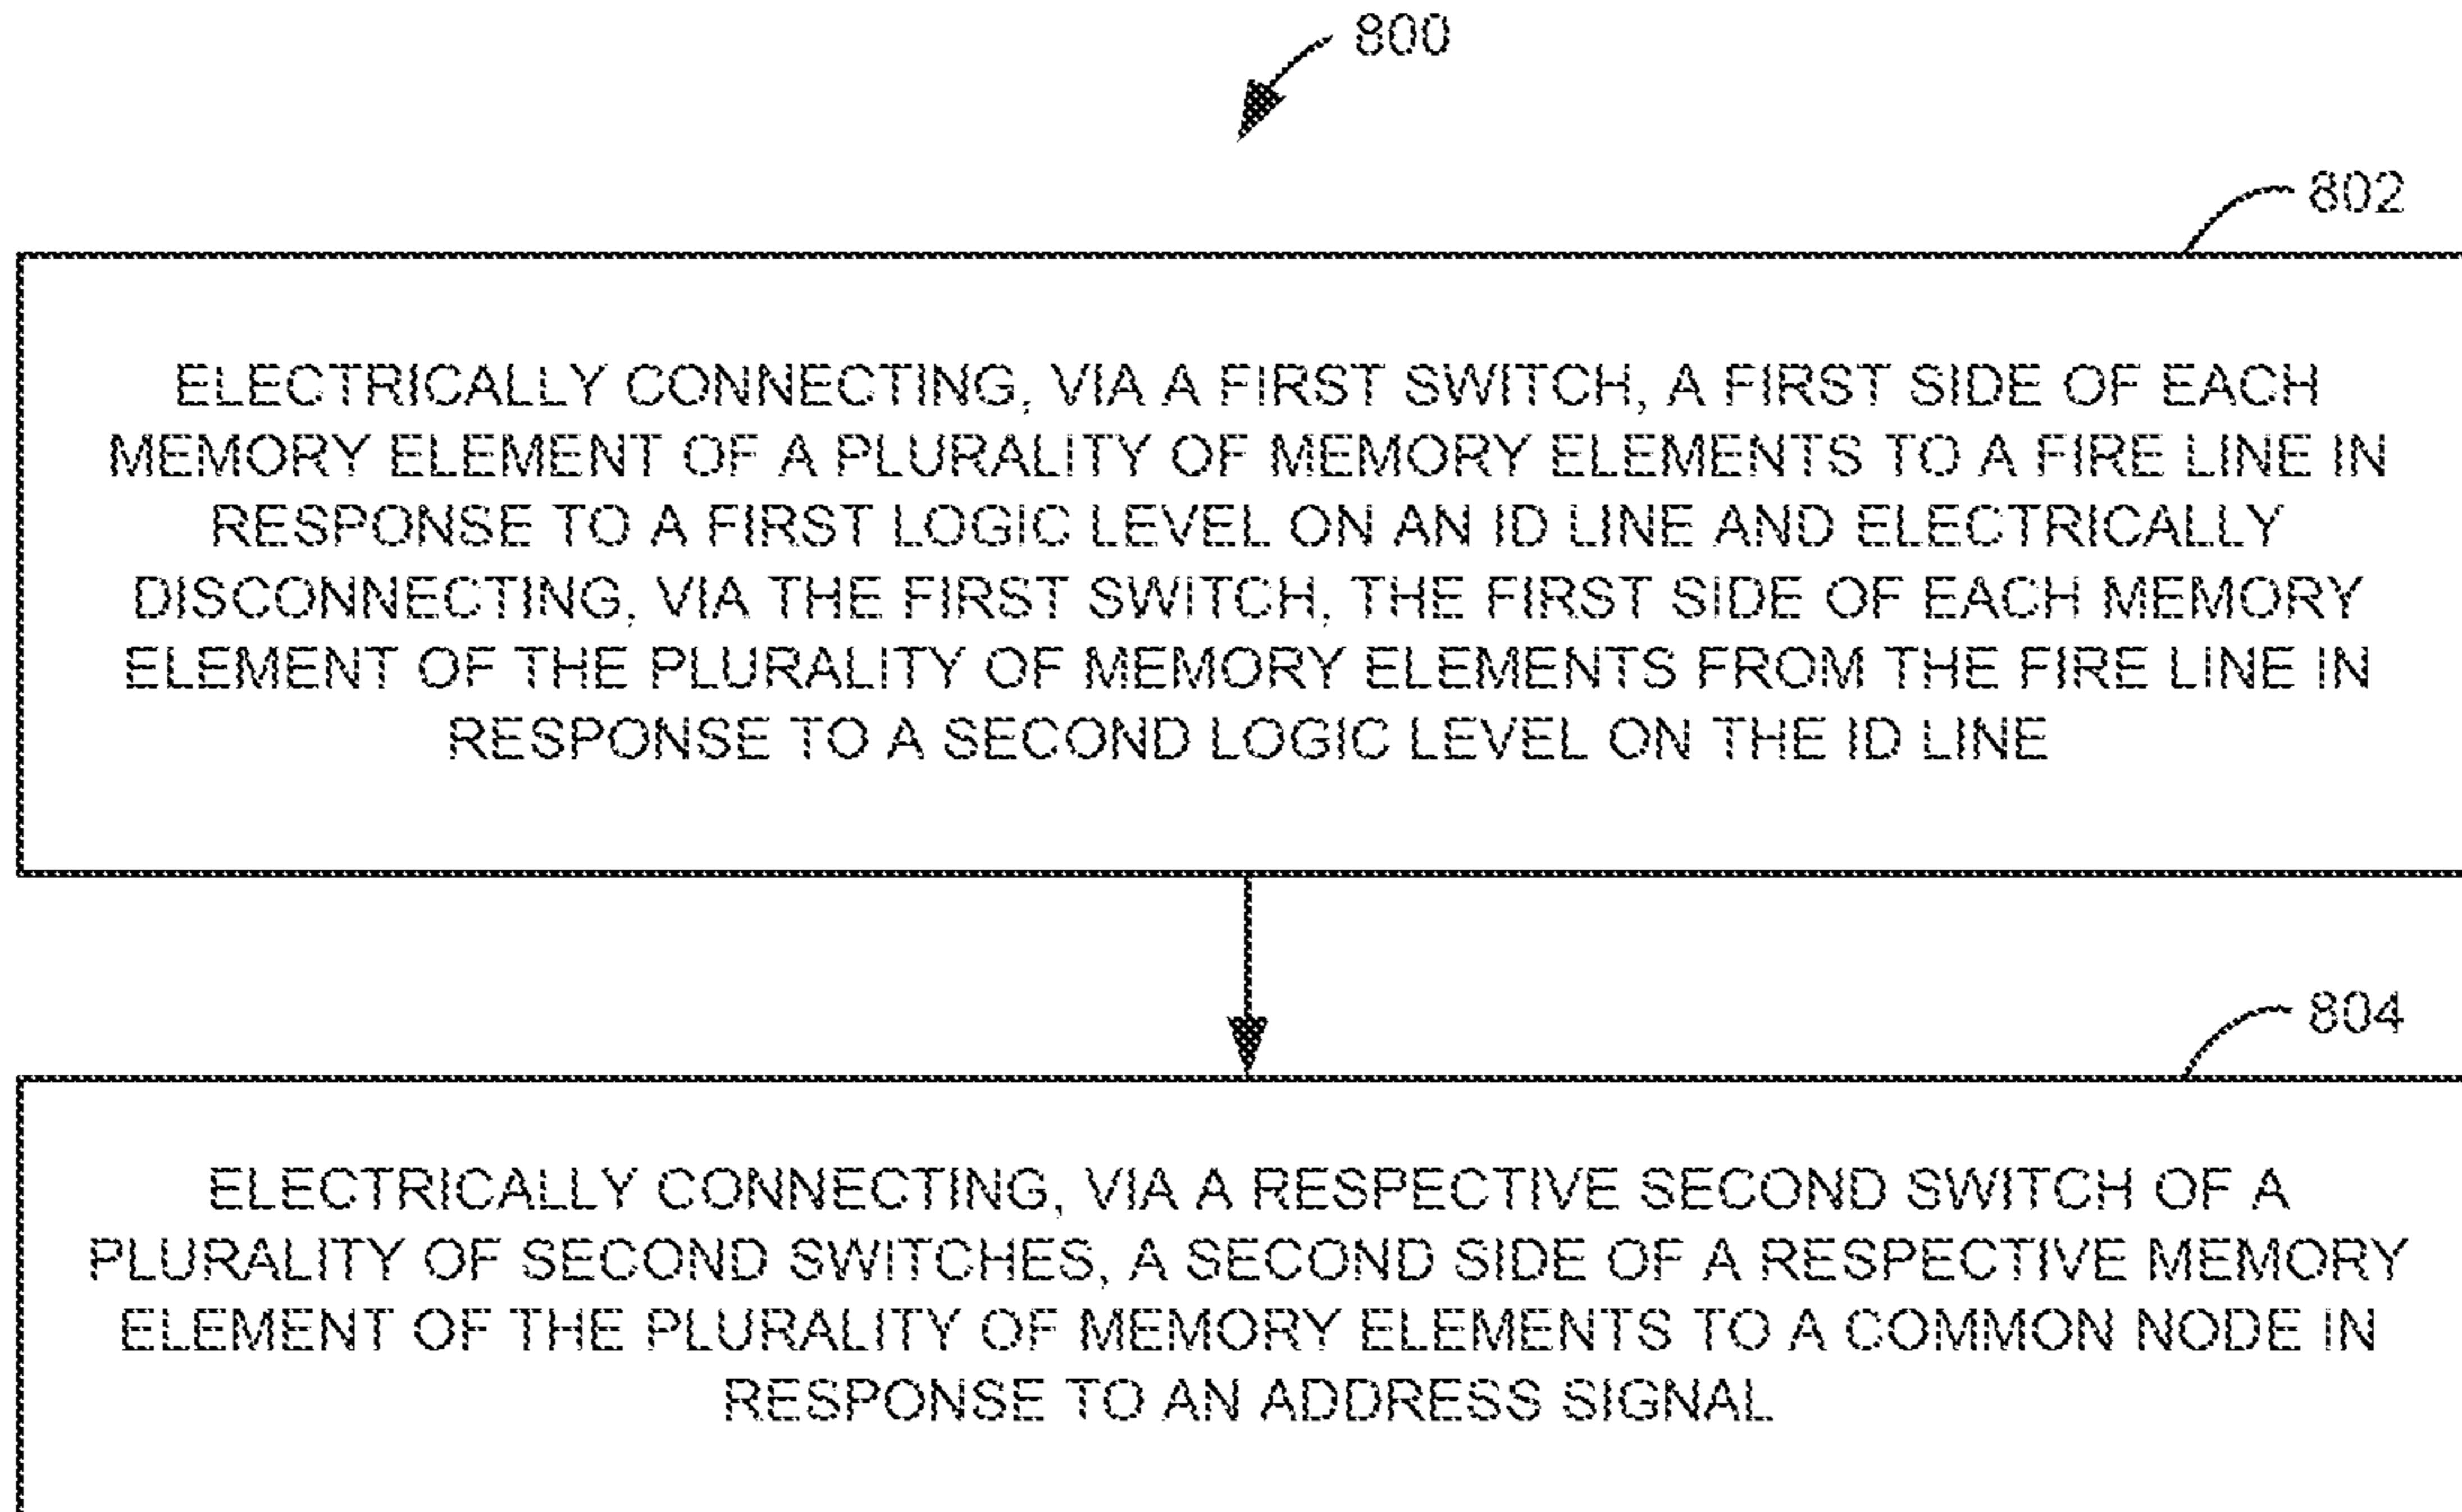 800
802
ELECTRICALLY CONNECTING, VIA A FIRST SWITCH, A FIRST SIDE OF EACH
MEMORY ELEMENT OF A PLURALITY OF MEMORY ELEMENTS TO A FIRE LINE IN
RESPONSE TO A FIRST LOGIC LEVEL ON AN ID LINE AND ELECTRICALLY
DISCONNECTING, VIA THE FIRST SWITCH, THE FIRST SIDE OF EACH MEMORY
ELEMENT OF THE PLURALITY OF MEMORY ELEMENTS FROM THE FIRE LINE IN
RESPONSE TO A SECOND LOGIC LEVEL ON THE ID LINE
804
ELECTRICALLY CONNECTING, VIA A RESPECTIVE SECOND SWITCH OF A
PLURALITY OF SECOND SWITCHES, A SECOND SIDE OF A RESPECTIVE MEMORY
ELEMENT OF THE PLURALITY OF MEMORY ELEMENTS TO A COMMON NODE IN
RESPONSE TO AN ADDRESS SIGNAL